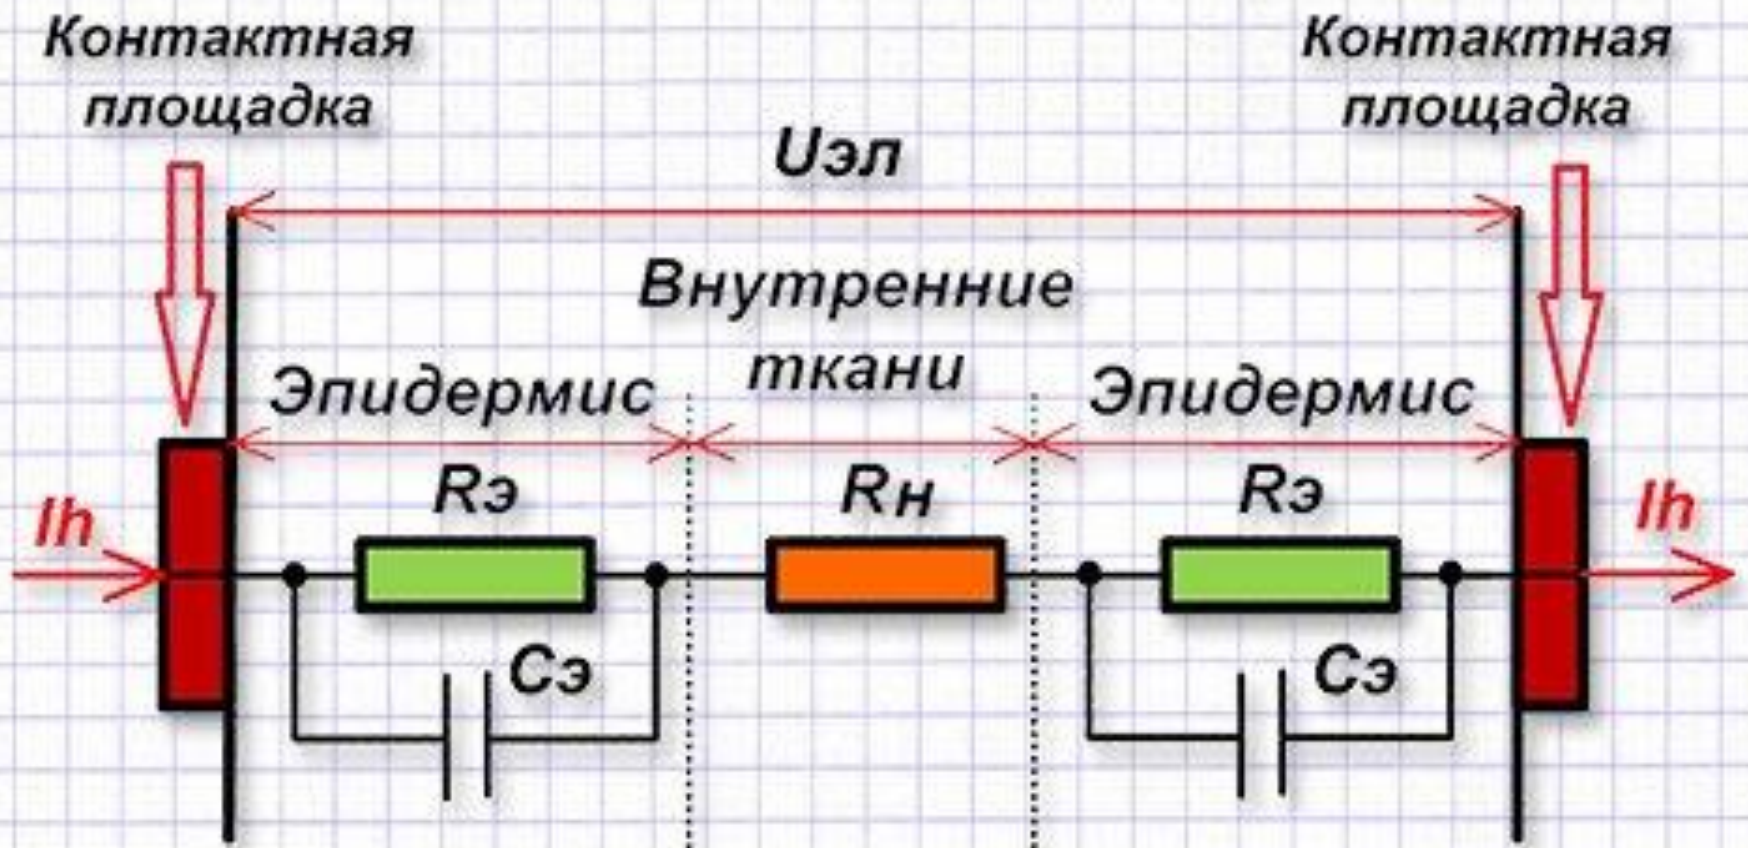 Контактная
площадка
Контактная
площадка
Uэл
Внутренние
ткани
Эпидермис
Эпидермис
Rэ
Rн
Rэ
Ih
Ih
Cэ
Cэ